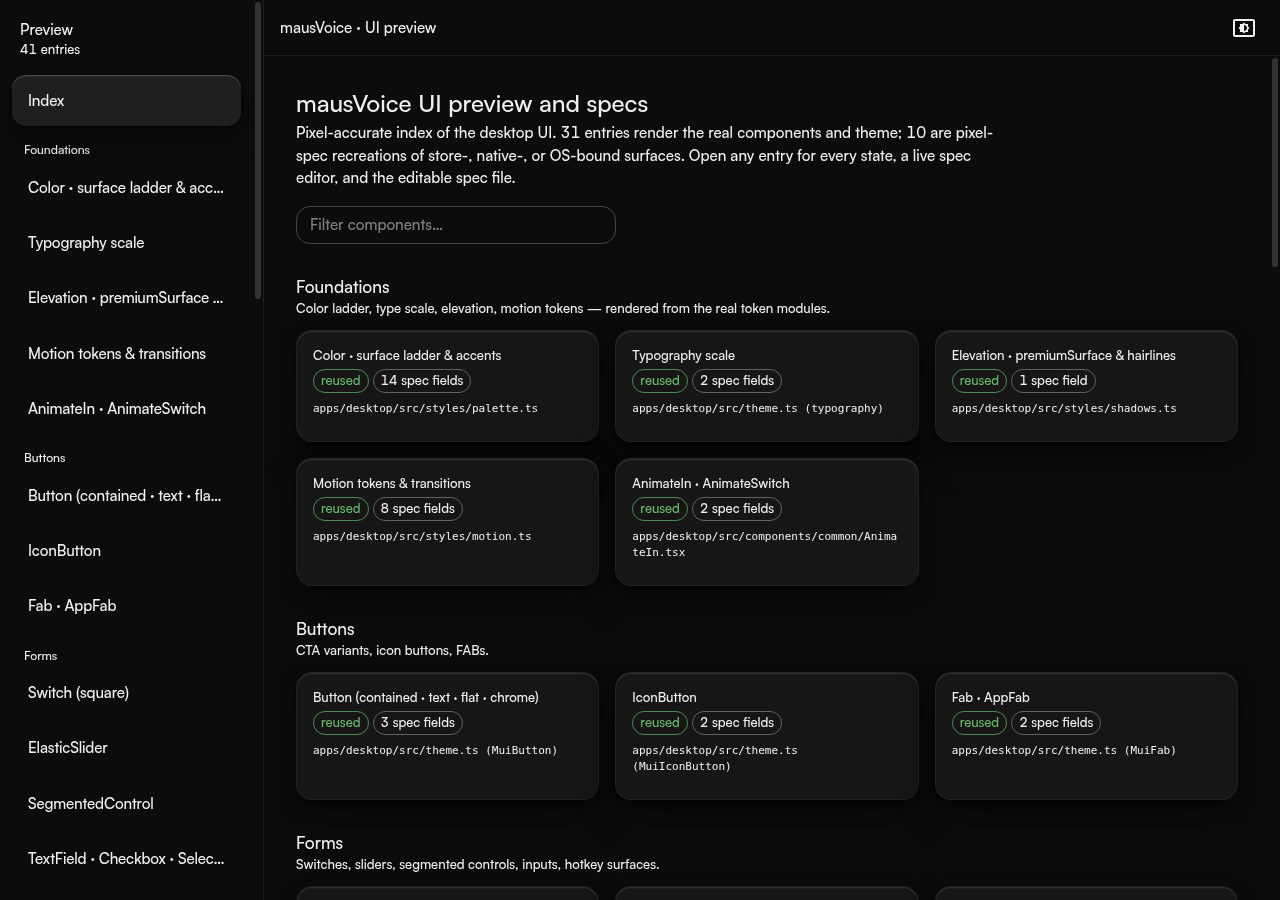 Preview
41 entries
Index
Foundations
Color · surface ladder & acc…
Typography scale
Elevation · premiumSurface …
Motion tokens & transitions
AnimateIn · AnimateSwitch
Buttons
Button (contained · text · fla…
IconButton
Fab · AppFab
Forms
Switch (square)
ElasticSlider
SegmentedControl
TextField · Checkbox · Selec…
mausVoice · UI preview
mausVoice UI preview and specs
Pixel-accurate index of the desktop UI. 31 entries render the real components and theme; 10 are pixel-
spec recreations of store-, native-, or OS-bound surfaces. Open any entry for every state, a live spec
editor, and the editable spec file.
Filter components…
Foundations
Color ladder, type scale, elevation, motion tokens — rendered from the real token modules.
Color · surface ladder & accents
reused 14 spec fields
apps/desktop/src/styles/palette.ts
Typography scale
reused 2 spec fields
apps/desktop/src/theme.ts (typography)
Elevation · premiumSurface & hairlines
reused 1 spec field
apps/desktop/src/styles/shadows.ts
Motion tokens & transitions
reused 8 spec fields
apps/desktop/src/styles/motion.ts
AnimateIn · AnimateSwitch
reused 2 spec fields
apps/desktop/src/components/common/Anima
teIn.tsx
Buttons
CTA variants, icon buttons, FABs.
Button (contained · text · flat · chrome)
reused 3 spec fields
apps/desktop/src/theme.ts (MuiButton)
IconButton
reused 2 spec fields
apps/desktop/src/theme.ts
(MuiIconButton)
Fab · AppFab
reused 2 spec fields
apps/desktop/src/theme.ts (MuiFab)
Forms
Switches, sliders, segmented controls, inputs, hotkey surfaces.